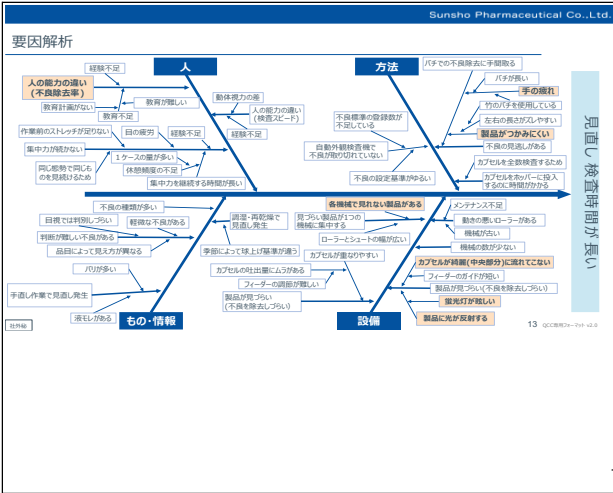 Sunsho Pharmaceutical Co.,Ltd.
要因解析
人
方法
経験不足
人の能力の違い
(不良除去率)
教育計画がない
教育が難しい
教育不足
動体視力の差
人の能力の違い
(検査スピード)
経験不足
作業前のストレッチが足りない
目の疲労
経験不足
集中力が続かない
1ケースの量が多い
休憩頻度の不足
同じ態勢で同じも
のを見続けるため
集中力を継続する時間が長い
バチでの不良除去に手間取る
バチが長い
手の疲れ
竹のバチを使用している
左右の長さがズレやすい
製品がつかみにくい
不良標準の登録数が
不足している
自動外観検査機で
不良が取り切れていない
不良の見逃しがある
不良の設定基準がゆるい
カプセルを全数検査するため
カプセルをホッパーに投入
するのに時間がかかる
見直し検査時間が長い
不良の種類が多い
目視では判別しづらい
軽微な不良がある
判断が難しい不良がある
品目によって見え方が異なる
調湿・再乾燥で
見直し発生
季節によって球上げ基準が違う
バリが多い
手直し作業で見直し発生
液モレがある
各機械で見れない製品がある
メンテナンス不足
見づらい製品が1つの
機械に集中する
動きの悪いローラーがある
ローラーとシュートの幅が広い
機械が古い
機械の数が少ない
カプセルが重なりやすい
カプセルの吐出量にムラがある
カプセルが綺麗(中央部分)に流れてこない
フィーダーの調節が難しい
フィーダーのガイドが短い
製品が見づらい(不良を除去しづらい)
製品が見づらい
(不良を除去しづらい)
蛍光灯が眩しい
製品に光が反射する
もの・情報
設備
社外秘
13 QCC専用フォーマット v2.0